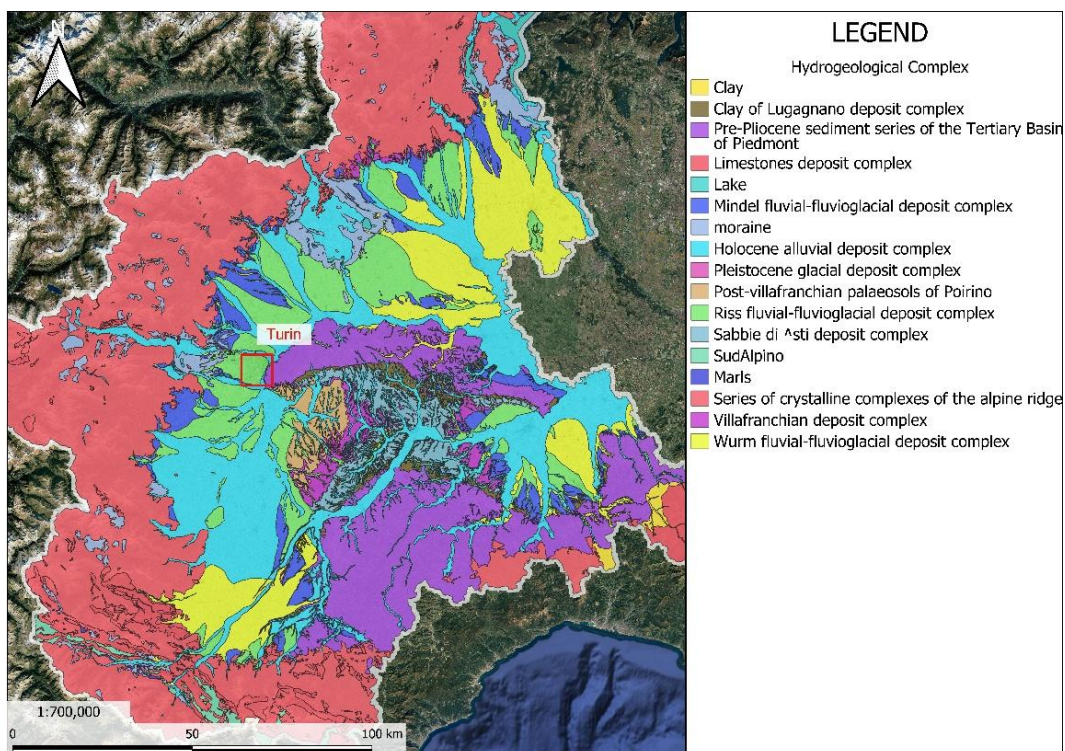 N
Turin
1:700,000
0 50 100 km
LEGEND
Hydrogeological Complex
Clay
Clay of Lugagnano deposit complex
Pre-Pliocene sediment series of the Tertiary Basin
of Piedmont
Limestones deposit complex
Lake
Mindel fluvial-fluvioglacial deposit complex
moraine
Holocene alluvial deposit complex
Pleistocene glacial deposit complex
Post-villafranchian palaeosols of Poirino
Riss fluvial-fluvioglacial deposit complex
Sabbie di ^sti deposit complex
SudAlpino
Marls
Series of crystalline complexes of the alpine ridge
Villafranchian deposit complex
Wurm fluvial-fluvioglacial deposit complex